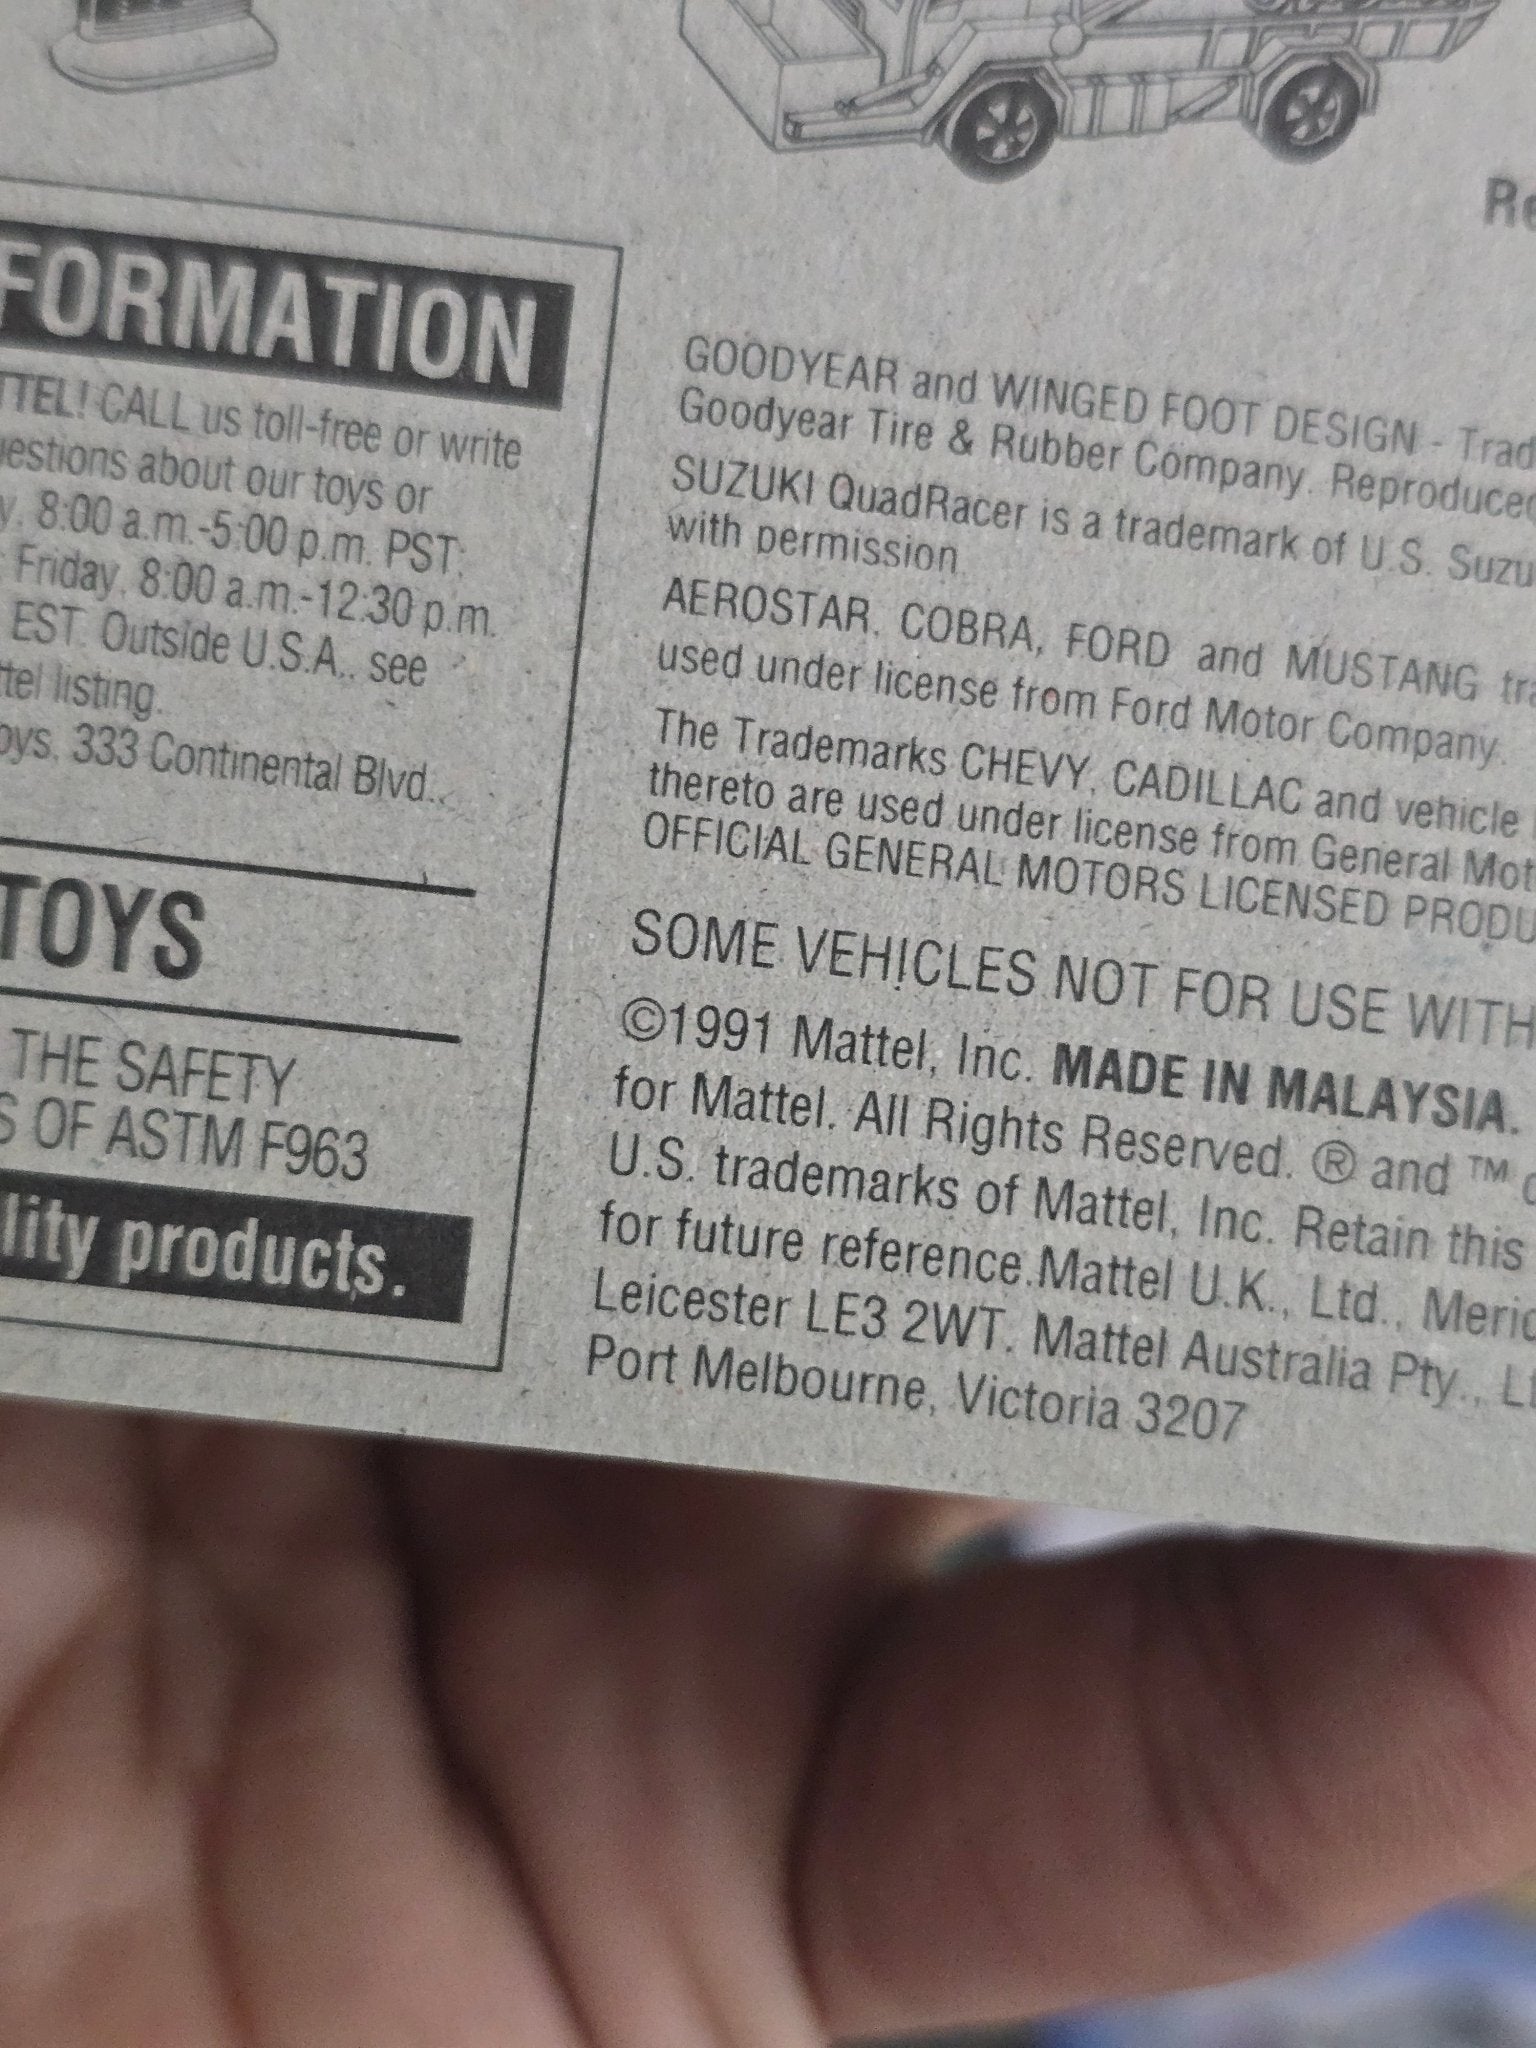 Re
FORMATION
TTEL! CALL us toll-free or write
uestions about our toys or
y. 8:00 a.m.-5:00 p.m. PST.
Friday, 8:00 a.m.-12:30 p.m.
EST. Outside U.S.A., see
ttel listing.
oys, 333 Continental Blvd.,
TOYS
THE SAFETY
S OF ASTM F963
lity products.
GOODYEAR and WINGED FOOT DESIGN - Trad
Goodyear Tire & Rubber Company. Reproduced
SUZUKI QuadRacer is a trademark of U.S. Suzu
with permission.
AEROSTAR, COBRA, FORD and MUSTANG tra
used under license from Ford Motor Company.
The Trademarks CHEVY, CADILLAC and vehicle
thereto are used under license from General Mot
OFFICIAL GENERAL MOTORS LICENSED PRODU
SOME VEHICLES NOT FOR USE WITH
©1991 Mattel, Inc. MADE IN MALAYSIA.
for Mattel. All Rights Reserved. ® and ™ d
U.S. trademarks of Mattel, Inc. Retain this
for future reference.Mattel U.K., Ltd., Merid
Leicester LE3 2WT. Mattel Australia Pty., Lt
Port Melbourne, Victoria 3207